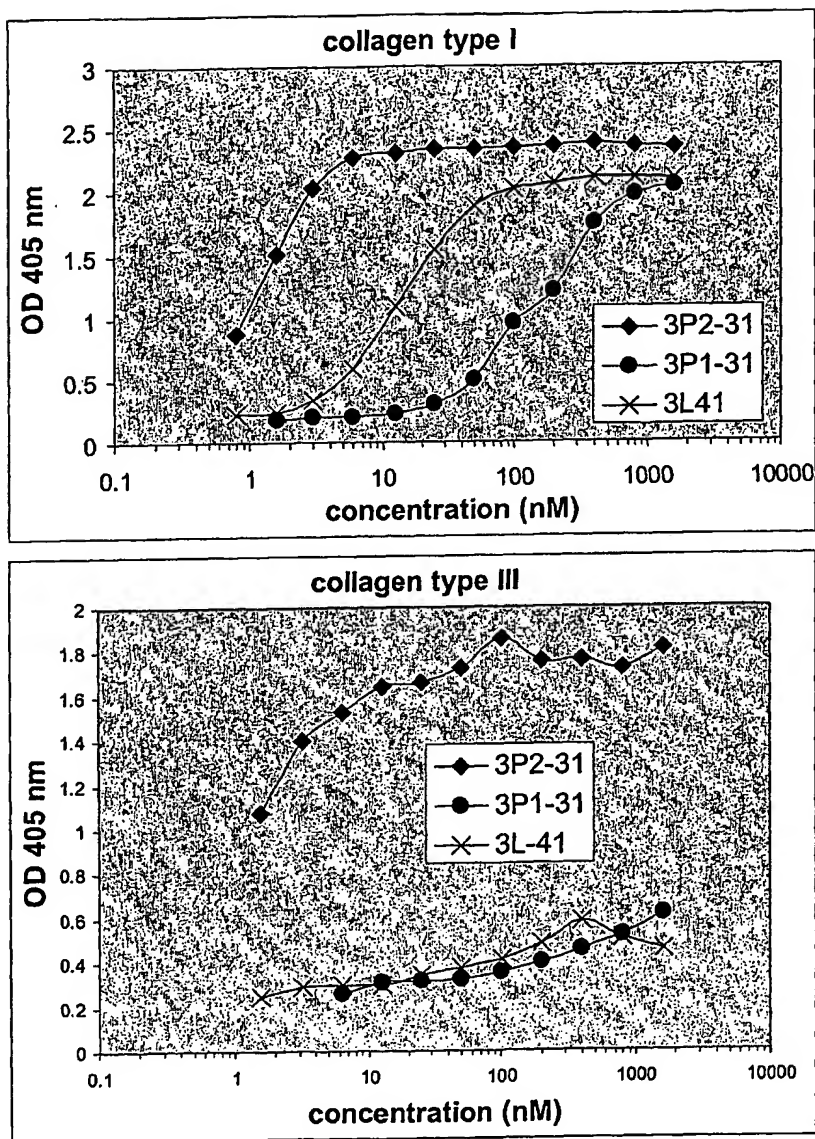 collagen type I
3
2.5
2
1.5
1
0.5
0
OD 405 nm
3P2-31
3P1-31
3L41
0.1 1 10 100 1000 10000
concentration (nM)
collagen type III
2
1.8
1.6
1.4
1.2
1
0.8
0.6
0.4
0.2
0
OD 405 nm
3P2-31
3P1-31
3L-41
0.1 1 10 100 1000 10000
concentration (nM)